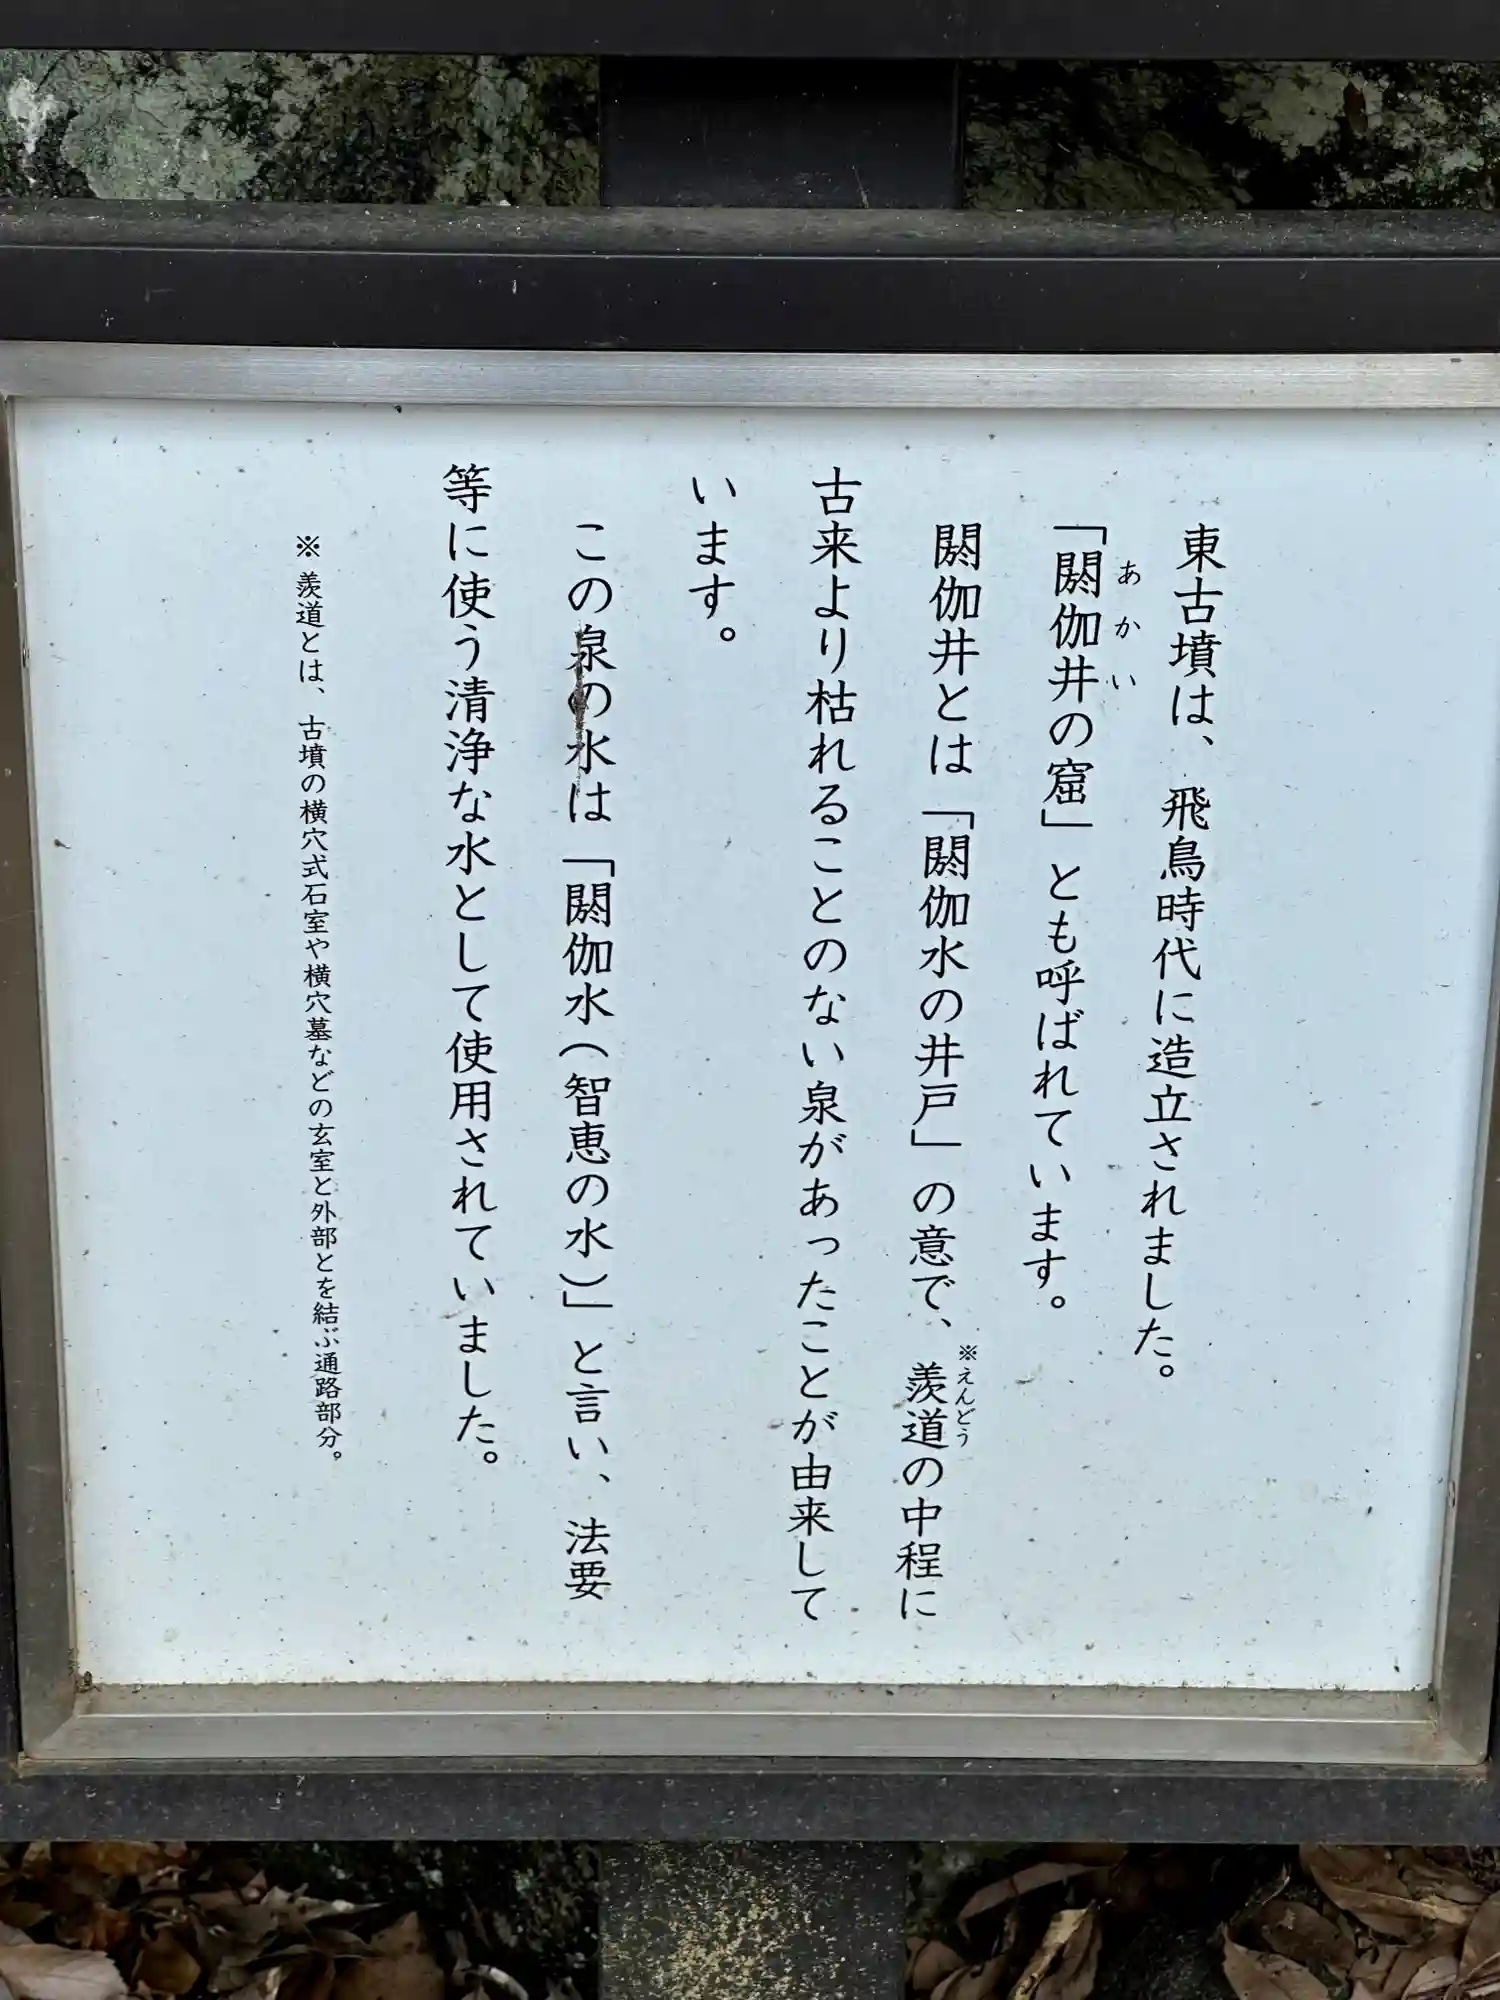 東古墳は、飛鳥時代に造立されました。
「閼伽井の窟」とも呼ばれています。
あかい
閼伽井とは「閼伽水の井戸」の意で、羨道の中程に
※えんどう
古来より枯れることのない泉があったことが由来して
います。
この泉の水は「閼伽水(智恵の水)」と言い、法要
等に使う清浄な水として使用されていました。
※羨道とは、古墳の横穴式石室や横穴墓などの玄室と外部とを結ぶ通路部分。